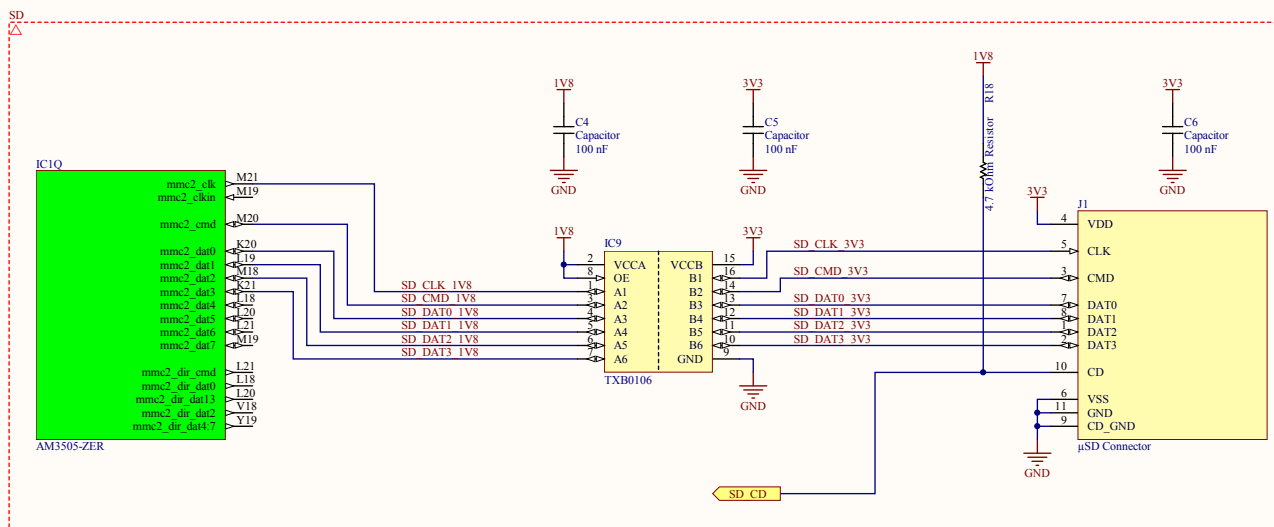 SD
1V8
C4
Capacitor
100 nF
GND
3V3
C5
Capacitor
100 nF
GND
1V8
R18
4.7 kOhm Resistor
3V3
C6
Capacitor
100 nF
GND
IC1Q
mmc2_clk M21
mmc2_clkin M19
mmc2_cmd M20
mmc2_dat0 K20
mmc2_dat1 L19
mmc2_dat2 M18
mmc2_dat3 K21
mmc2_dat4 L18
mmc2_dat5 L20
mmc2_dat6 L21
mmc2_dat7 M19
mmc2_dir_cmd L21
mmc2_dir_dat0 L18
mmc2_dir_dat13 L20
mmc2_dir_dat2 V18
mmc2_dir_dat4:7 Y19
AM3505-ZER
SD_CLK_1V8
SD_CMD_1V8
SD_DAT0_1V8
SD_DAT1_1V8
SD_DAT2_1V8
SD_DAT3_1V8
1V8
IC9
3V3
2 VCCA VCCB 15
8 OE B1 16
1 A1 B2 14
3 A2 B3 13
4 A3 B4 12
5 A4 B5 11
6 A5 B6 10
7 A6 GND 9
TXB0106
GND
SD_CLK_3V3
SD_CMD_3V3
SD_DAT0_3V3
SD_DAT1_3V3
SD_DAT2_3V3
SD_DAT3_3V3
3V3
J1
4 VDD
5 CLK
3 CMD
7 DAT0
8 DAT1
1 DAT2
2 DAT3
10 CD
6 VSS
11 GND
9 CD_GND
µSD Connector
GND
SD_CD